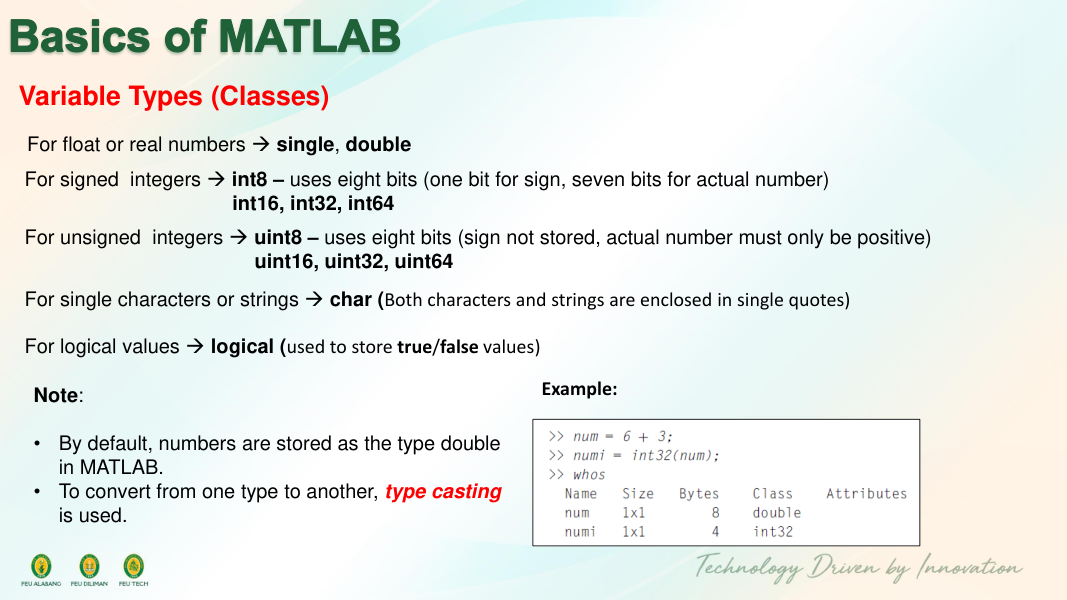 Basics of MATLAB
Variable Types (Classes)
For float or real numbers → single, double
For signed  integers → int8 – uses eight bits (one bit for sign, seven bits for actual number)
int16, int32, int64
For unsigned  integers → uint8 – uses eight bits (sign not stored, actual number must only be positive)
uint16, uint32, uint64
For single characters or strings → char (Both characters and strings are enclosed in single quotes)
For logical values → logical (used to store true/false values)
Note:
• By default, numbers are stored as the type double
in MATLAB.
• To convert from one type to another, type casting
is used.
Example:
>> num = 6 + 3;
>> numi = int32(num);
>> whos
Name Size Bytes Class Attributes
num 1x1 8 double
numi 1x1 4 int32
FEU ALABANG FEU DILIMAN FEU TECH
Technology Driven by Innovation